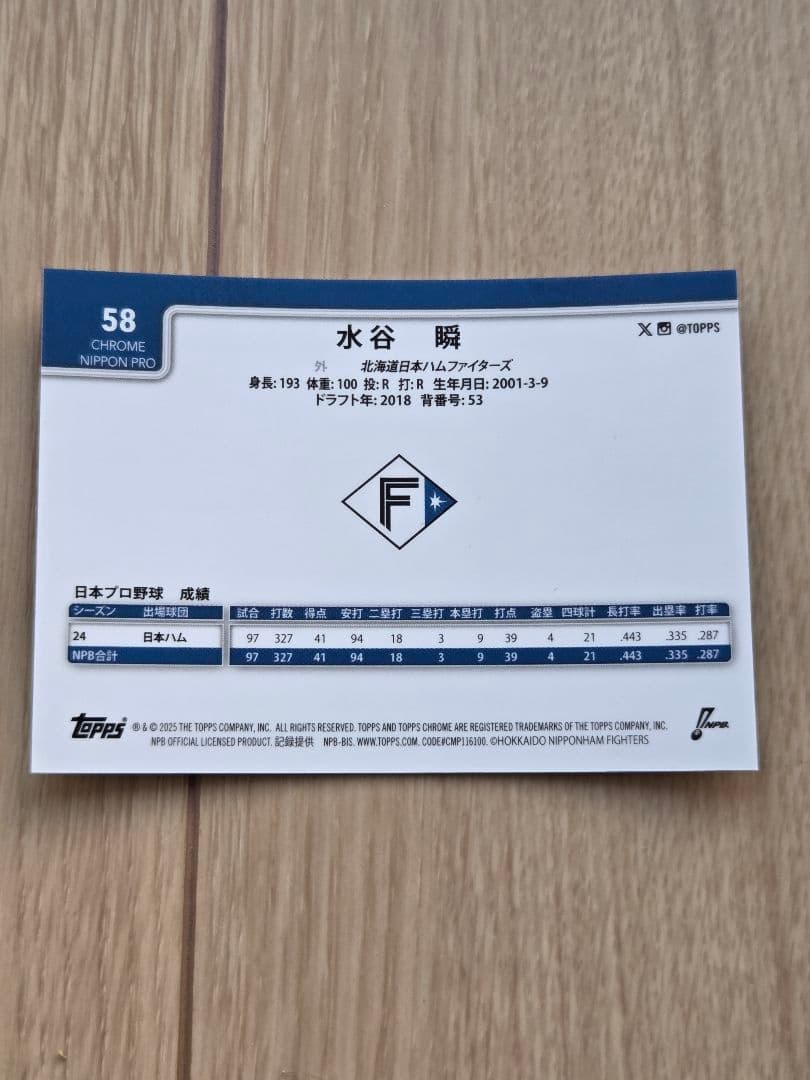 58
CHROME
NIPPON PRO
水谷 瞬
@TOPPS
外 北海道日本ハムファイターズ
身長: 193 体重: 100 投: R 打: R 生年月日: 2001-3-9
ドラフト年: 2018 背番号: 53
F
日本プロ野球 成績
シーズン 出場球団 試合 打数 得点 安打 二塁打 三塁打 本塁打 打点 盗塁 四球計 長打率 出塁率 打率
24 日本ハム 97 327 41 94 18 3 9 39 4 21 .443 .335 .287
NPB合計 97 327 41 94 18 3 9 39 4 21 .443 .335 .287
Topps ® & © 2025 THE TOPPS COMPANY, INC. ALL RIGHTS RESERVED. TOPPS AND TOPPS CHROME ARE REGISTERED TRADEMARKS OF THE TOPPS COMPANY, INC.
NPB OFFICIAL LICENSED PRODUCT. 記録提供 NPB-BIS. WWW.TOPPS.COM. CODE#CMP116100. ©HOKKAIDO NIPPONHAM FIGHTERS
NPB.